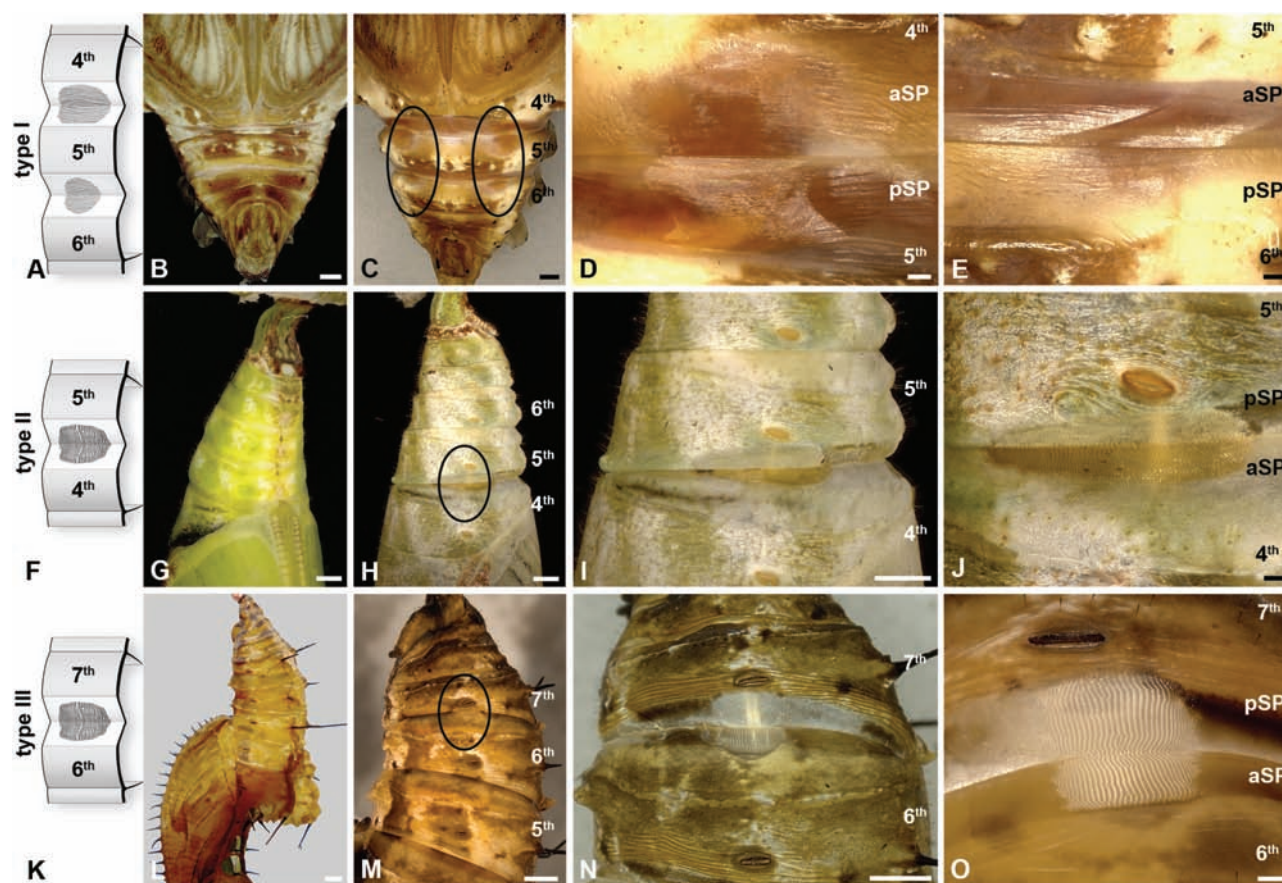 type I
4th
5th
6th
A
B
4th
5th
6th
C
4th
aSP
pSP
5th
D
5th
aSP
pSP
6th
E
type II
5th
4th
F
G
6th
5th
4th
H
5th
4th
I
5th
pSP
aSP
4th
J
type III
7th
6th
K
L
7th
6th
5th
M
7th
6th
N
7th
pSP
aSP
6th
O